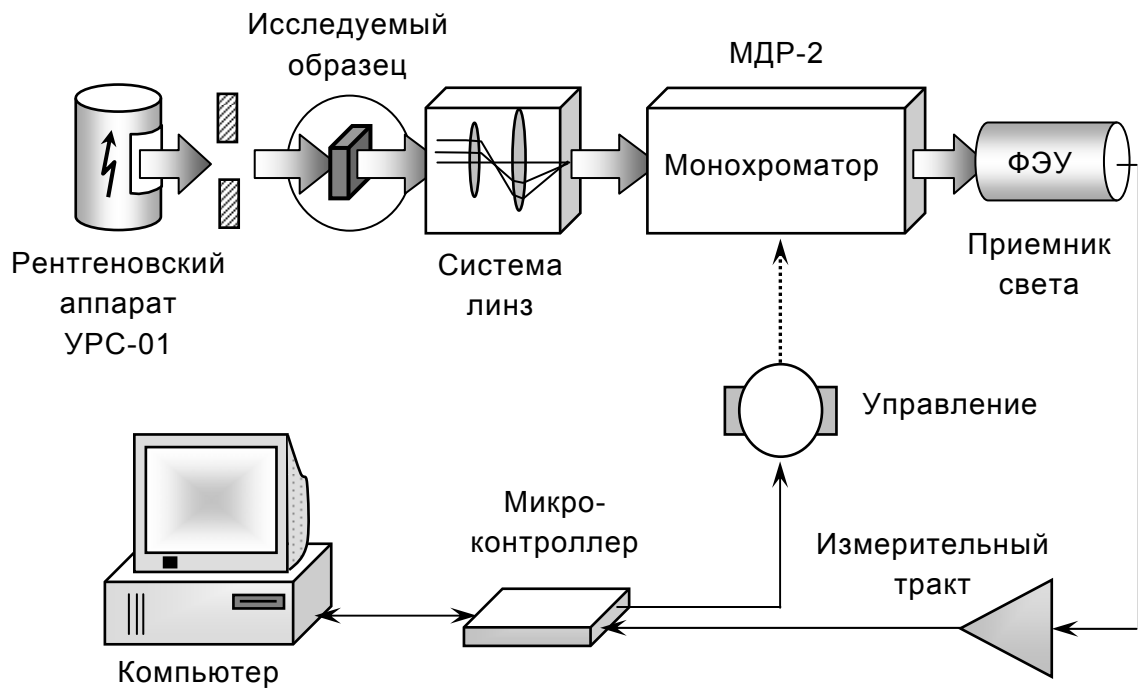 Исследуемый
образец
МДР-2
Монохроматор
ФЭУ
Рентгеновский
аппарат
УРС-01
Система
линз
Приемник
света
Управление
Микро-
контроллер
Измерительный
тракт
Компьютер